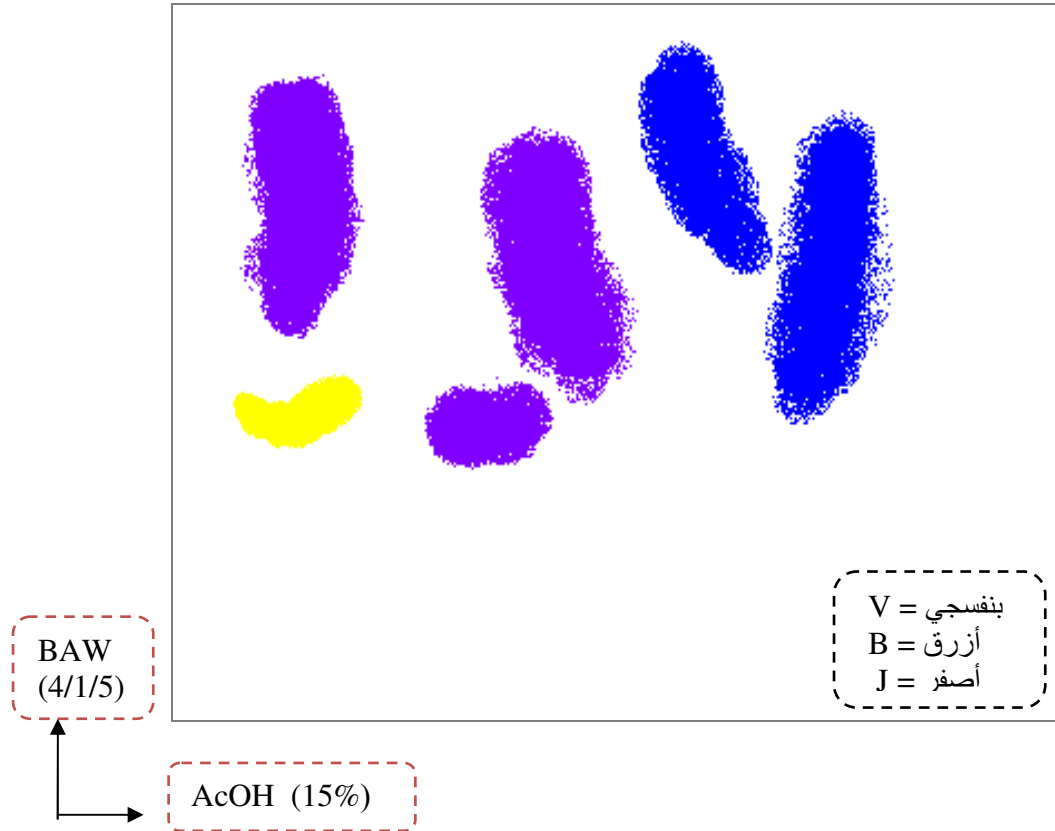 V = بنفسجي
B = أزرق
J = أصفر
BAW
(4/1/5)
AcOH (15%)